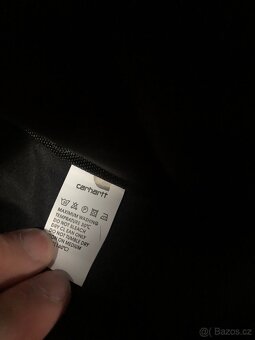 carhartt
MAXIMUM WASHING
TEMPERATURE 30°C
DO NOT BLEACH
DRY CLEAN ONLY
DO NOT TUMBLE DRY
IRON ON MEDIUM
sbazar.cz